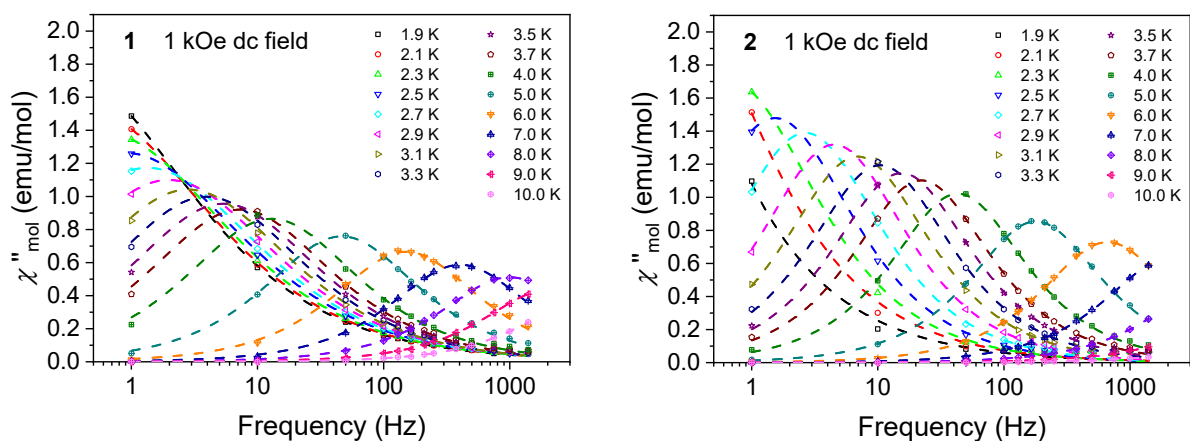 1 1 kOe dc field
1.9 K 3.5 K
2.1 K 3.7 K
2.3 K 4.0 K
2.5 K 5.0 K
2.7 K 6.0 K
2.9 K 7.0 K
3.1 K 8.0 K
3.3 K 9.0 K
10.0 K
χ"mol (emu/mol)
2.0
1.8
1.6
1.4
1.2
1.0
0.8
0.6
0.4
0.2
0.0
1 10 100 1000
Frequency (Hz)
2 1 kOe dc field
1.9 K 3.5 K
2.1 K 3.7 K
2.3 K 4.0 K
2.5 K 5.0 K
2.7 K 6.0 K
2.9 K 7.0 K
3.1 K 8.0 K
3.3 K 9.0 K
10.0 K
χ"mol (emu/mol)
2.0
1.8
1.6
1.4
1.2
1.0
0.8
0.6
0.4
0.2
0.0
1 10 100 1000
Frequency (Hz)